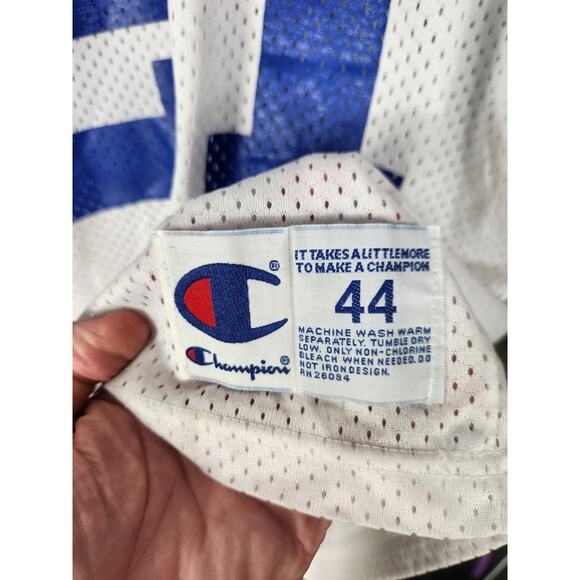 Champion®
IT TAKES A LITTLE MORE
TO MAKE A CHAMPION
44
MACHINE WASH WARM
SEPARATELY. TUMBLE DRY
LOW. ONLY NON-CHLORINE
BLEACH WHEN NEEDED. DO
NOT IRON DESIGN.
RN 26094